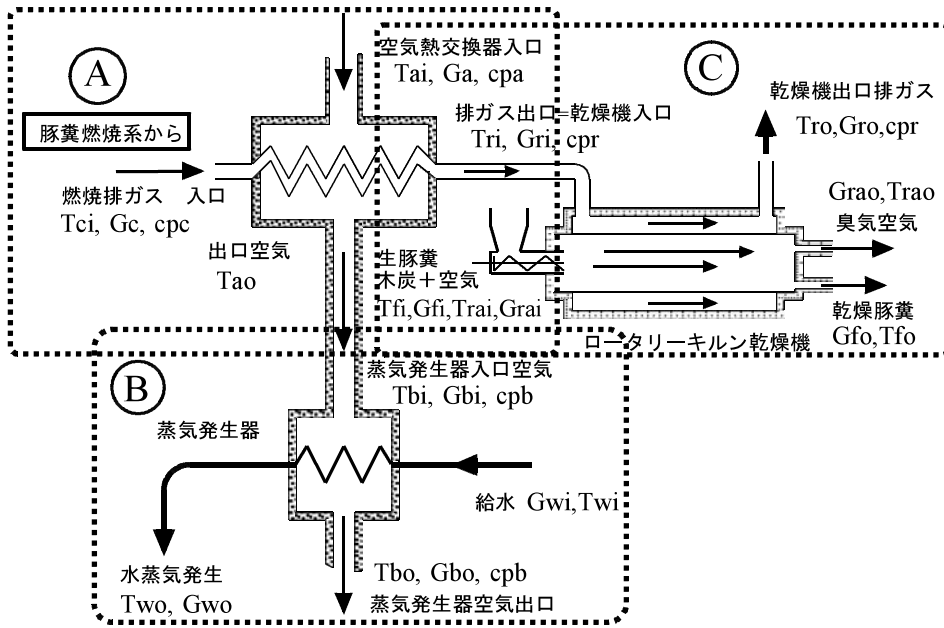 A
豚糞燃焼系から
燃焼排ガス 入口
Tci, Gc, cpc
空気熱交換器入口
Tai, Ga, cpa
排ガス出口=乾燥機入口
Tri, Gri, cpr
C
乾燥機出口排ガス
Tro,Gro,cpr
Grao,Trao
臭気空気
出口空気
Tao
生豚糞
木炭+空気
Tfi,Gfi,Trai,Grai
乾燥豚糞
Gfo,Tfo
ロータリーキルン乾燥機
B
蒸気発生器入口空気
Tbi, Gbi, cpb
蒸気発生器
給水 Gwi,Twi
水蒸気発生
Two, Gwo
Tbo, Gbo, cpb
蒸気発生器空気出口